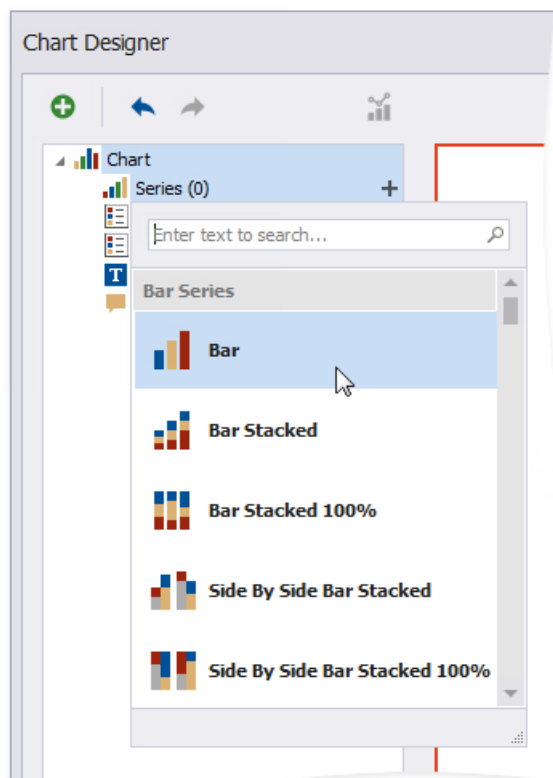 Chart Designer
Chart
Series (0)
Enter text to search...
T
Bar Series
Bar
Bar Stacked
Bar Stacked 100%
Side By Side Bar Stacked
Side By Side Bar Stacked 100%